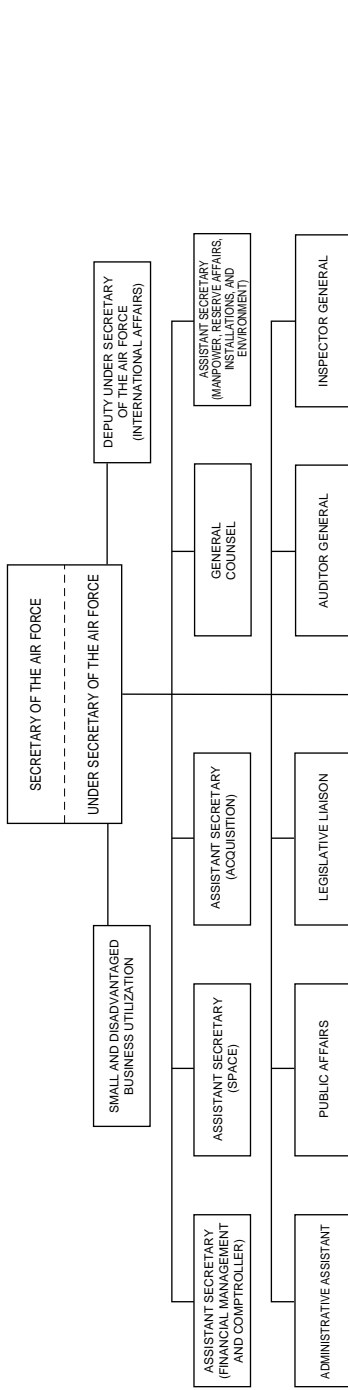 SECRETARY OF THE AIR FORCE
UNDER SECRETARY OF THE AIR FORCE
SMALL AND DISADVANTAGED
BUSINESS UTILIZATION
DEPUTY UNDER SECRETARY
OF THE AIR FORCE
(INTERNATIONAL AFFAIRS)
ASSISTANT SECRETARY
(FINANCIAL MANAGEMENT
AND COMPTROLLER)
ASSISTANT SECRETARY
(SPACE)
ASSISTANT SECRETARY
(ACQUISITION)
GENERAL
COUNSEL
ASSISTANT SECRETARY
(MANPOWER, RESERVE AFFAIRS,
INSTALLATIONS, AND
ENVIRONMENT)
ADMINISTRATIVE ASSISTANT
PUBLIC AFFAIRS
LEGISLATIVE LIAISON
AUDITOR GENERAL
INSPECTOR GENERAL